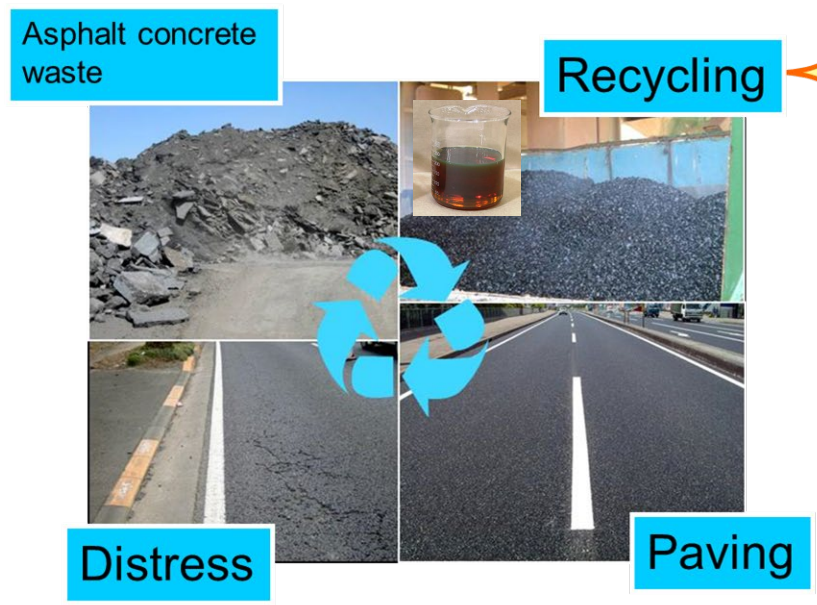 Asphalt concrete
waste
Recycling
Distress
Paving